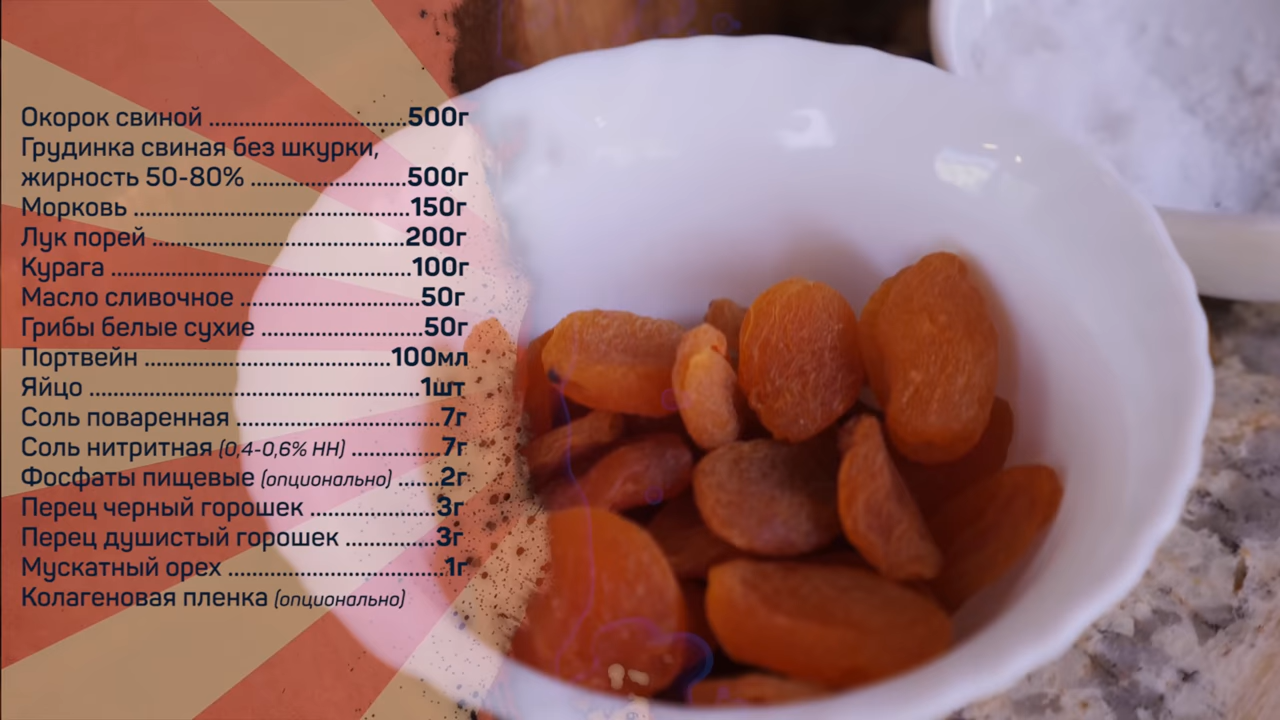 Окорок свиной ................................500г
Грудинка свиная без шкурки,
жирность 50-80% .........................500г
Морковь .............................................150г
Лук порей .........................................200г
Курага .................................................100г
Масло сливочное .............................50г
Грибы белые сухие ..........................50г
Портвейн ........................................100мл
Яйцо .....................................................1шт
Соль поваренная ..................................7г
Соль нитритная (0,4-0,6% НН) ..............7г
Фосфаты пищевые (опционально) ......2г
Перец черный горошек .....................3г
Перец душистый горошек ...............3г
Мускатный орех ...................................1г
Колагеновая пленка (опционально)